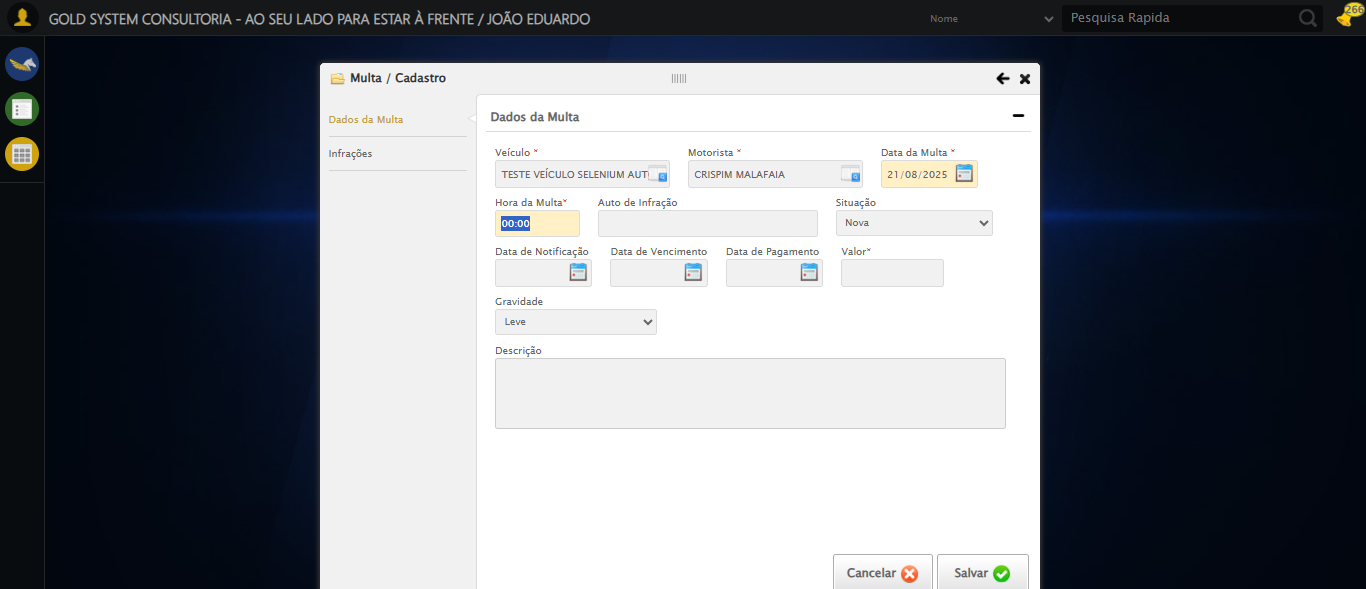 GOLD SYSTEM CONSULTORIA - AO SEU LADO PARA ESTAR À FRENTE / JOÃO EDUARDO
Nome
Pesquisa Rapida
266
Multa / Cadastro
Dados da Multa
Infrações
Dados da Multa
Veículo * Motorista * Data da Multa *
TESTE VEÍCULO SELENIUM AUT CRISPIM MALAFAIA 21/08/2025
Hora da Multa* Auto de Infração Situação
00:00 Nova
Data de Notificação Data de Vencimento Data de Pagamento Valor*
Gravidade
Leve
Descrição
Cancelar Salvar